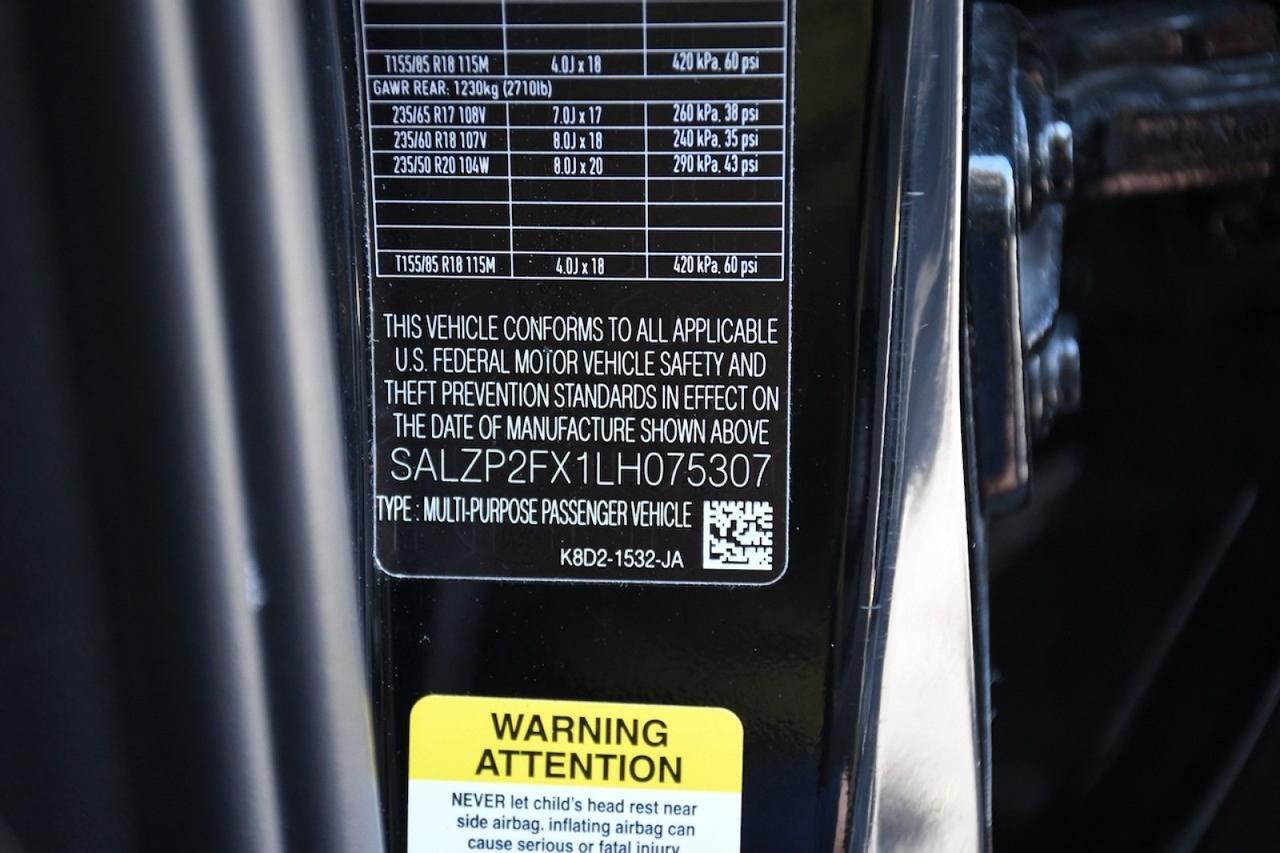 T155/85 R18 115M 4.0J x 18 420 kPa, 60 psi
GAWR REAR: 1230kg (2710lb)
235/65 R17 108V 7.0J x 17 260 kPa, 38 psi
235/60 R18 107V 8.0J x 18 240 kPa, 35 psi
235/50 R20 104W 8.0J x 20 290 kPa, 43 psi
T155/85 R18 115M 4.0J x 18 420 kPa, 60 psi
THIS VEHICLE CONFORMS TO ALL APPLICABLE
U.S. FEDERAL MOTOR VEHICLE SAFETY AND
THEFT PREVENTION STANDARDS IN EFFECT ON
THE DATE OF MANUFACTURE SHOWN ABOVE
SALZP2FX1LH075307
TYPE : MULTI-PURPOSE PASSENGER VEHICLE
K8D2-1532-JA
WARNING
ATTENTION
NEVER let child's head rest near
side airbag. inflating airbag can
cause serious or fatal injury